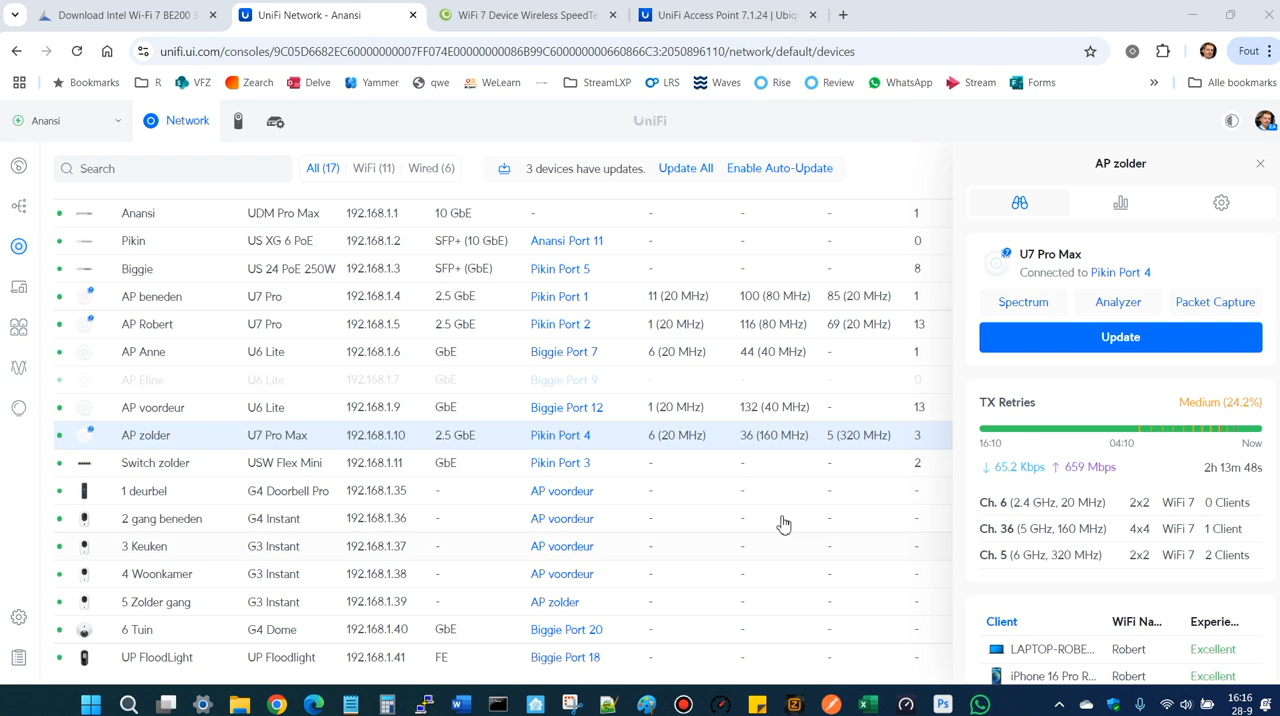 Download Intel Wi-Fi 7 BE200 3
UniFi Network - Anansi
WiFi 7 Device Wireless SpeedTe
UniFi Access Point 7.1.24 | Ubiq
unifi.ui.com/consoles/9C05D6682EC60000000007FF074E00000000086B99C600000000660866C3:2050896110/network/default/devices
Fout
Bookmarks R VFZ Zearch Delve Yammer qwe WeLearn StreamLXP LRS Waves Rise Review WhatsApp Stream Forms » Alle bookmarks
Anansi Network UniFi
Search All (17) WiFi (11) Wired (6) 3 devices have updates. Update All Enable Auto-Update
Anansi UDM Pro Max 192.168.1.1 10 GbE - - - - 1
Pikin US XG 6 PoE 192.168.1.2 SFP+ (10 GbE) Anansi Port 11 - - - 0
Biggie US 24 PoE 250W 192.168.1.3 SFP+ (GbE) Pikin Port 5 - - - 8
AP beneden U7 Pro 192.168.1.4 2.5 GbE Pikin Port 1 11 (20 MHz) 100 (80 MHz) 85 (20 MHz) 1
AP Robert U7 Pro 192.168.1.5 2.5 GbE Pikin Port 2 1 (20 MHz) 116 (80 MHz) 69 (20 MHz) 13
AP Anne U6 Lite 192.168.1.6 GbE Biggie Port 7 6 (20 MHz) 44 (40 MHz) - 1
AP Eline U6 Lite 192.168.1.7 GbE Biggie Port 9 - - - 0
AP voordeur U6 Lite 192.168.1.9 GbE Biggie Port 12 1 (20 MHz) 132 (40 MHz) - 13
AP zolder U7 Pro Max 192.168.1.10 2.5 GbE Pikin Port 4 6 (20 MHz) 36 (160 MHz) 5 (320 MHz) 3
Switch zolder USW Flex Mini 192.168.1.11 GbE Pikin Port 3 - - - 2
1 deurbel G4 Doorbell Pro 192.168.1.35 - AP voordeur - - - -
2 gang beneden G4 Instant 192.168.1.36 - AP voordeur - - - -
3 Keuken G3 Instant 192.168.1.37 - AP voordeur - - - -
4 Woonkamer G3 Instant 192.168.1.38 - AP voordeur - - - -
5 Zolder gang G3 Instant 192.168.1.39 - AP zolder - - - -
6 Tuin G4 Dome 192.168.1.40 GbE Biggie Port 20 - - - -
UP FloodLight UP Floodlight 192.168.1.41 FE Biggie Port 18 - - - -
AP zolder
U7 Pro Max
Connected to Pikin Port 4
Spectrum Analyzer Packet Capture
Update
TX Retries Medium (24.2%)
16:10 04:10 Now
↓ 65.2 Kbps ↑ 659 Mbps 2h 13m 48s
Ch. 6 (2.4 GHz, 20 MHz) 2x2 WiFi 7 0 Clients
Ch. 36 (5 GHz, 160 MHz) 4x4 WiFi 7 1 Client
Ch. 5 (6 GHz, 320 MHz) 2x2 WiFi 7 2 Clients
Client WiFi Na... Experie...
LAPTOP-ROBE... Robert Excellent
iPhone 16 Pro R... Robert Excellent
16:16
28-9